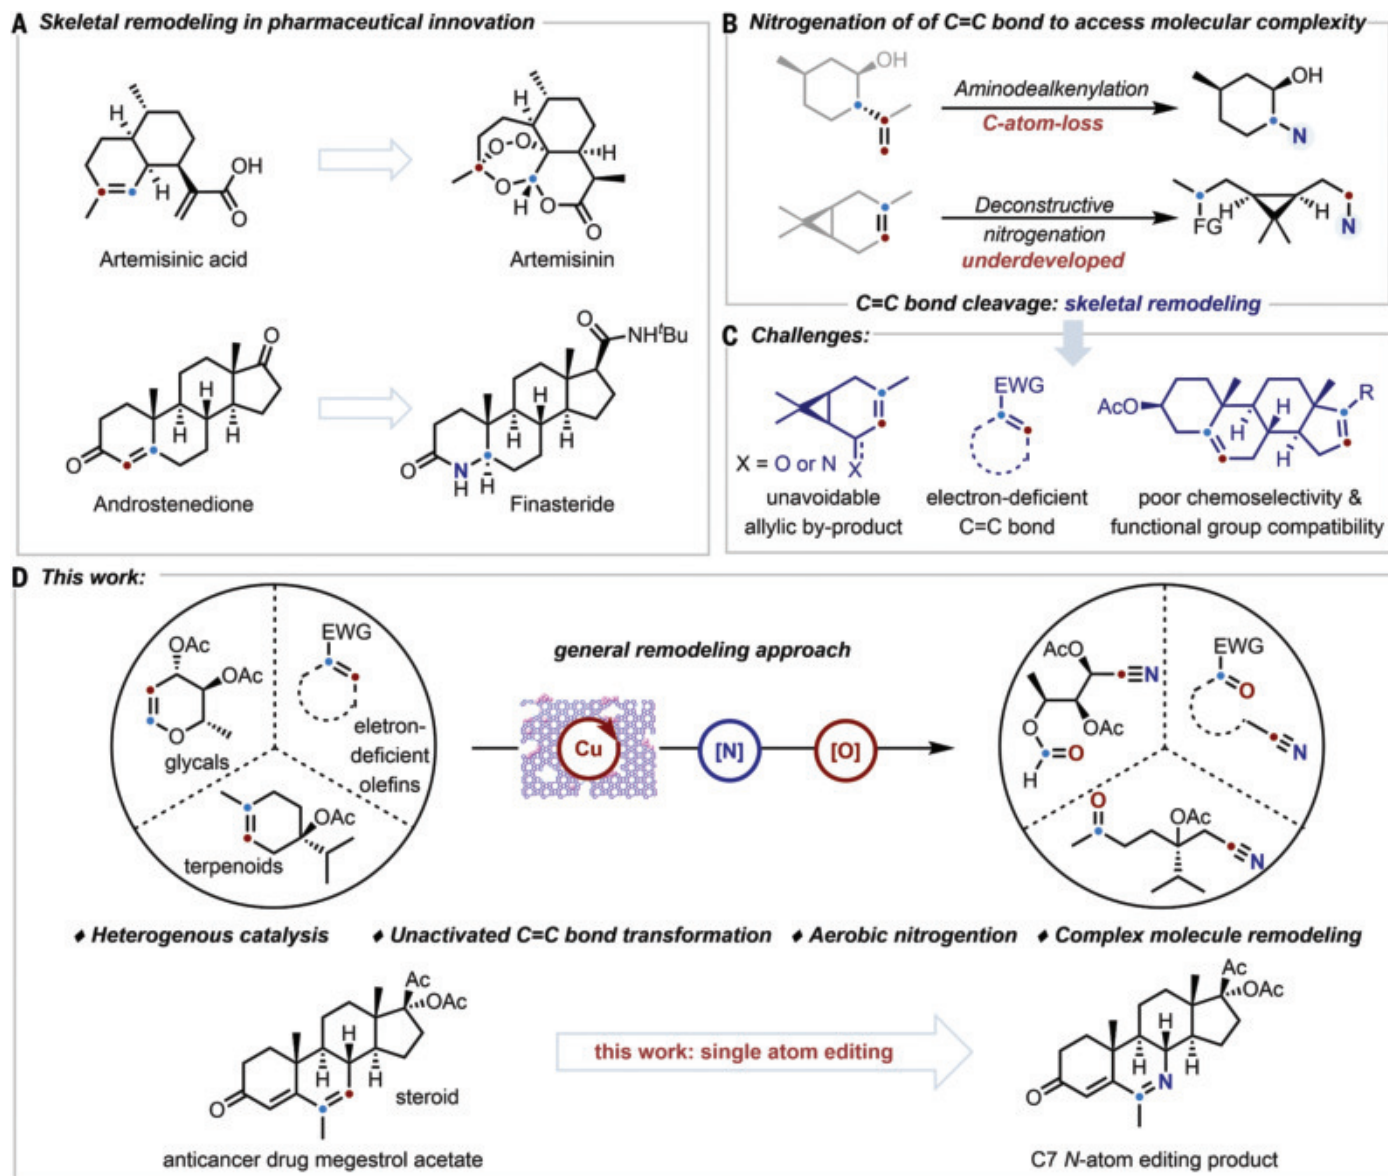 A Skeletal remodeling in pharmaceutical innovation
H
H
OH
O
Artemisinic acid
H
O
O
O
H
H
O
O
Artemisinin
O
H
H
H
O
Androstenedione
O
NHᵗBu
H
H
H
O
N
H
H
Finasteride
B Nitrogenation of of C=C bond to access molecular complexity
OH
Aminodealkenylation
C-atom-loss
OH
N
Deconstructive
nitrogenation
underdeveloped
H
H
FG
N
C=C bond cleavage: skeletal remodeling
C Challenges:
X = O or N
X
unavoidable
allylic by-product
EWG
electron-deficient
C=C bond
AcO
R
H
H
H
poor chemoselectivity &
functional group compatibility
D This work:
OAc
OAc
O
glycals
EWG
eletron-
deficient
olefins
OAc
terpenoids
general remodeling approach
Cu
[N]
[O]
AcO
N
O
OAc
O
H
EWG
O
N
O
OAc
N
♦ Heterogenous catalysis
♦ Unactivated C=C bond transformation
♦ Aerobic nitrogention
♦ Complex molecule remodeling
Ac
OAc
H
H
H
O
steroid
anticancer drug megestrol acetate
this work: single atom editing
Ac
OAc
H
H
H
O
N
C7 N-atom editing product